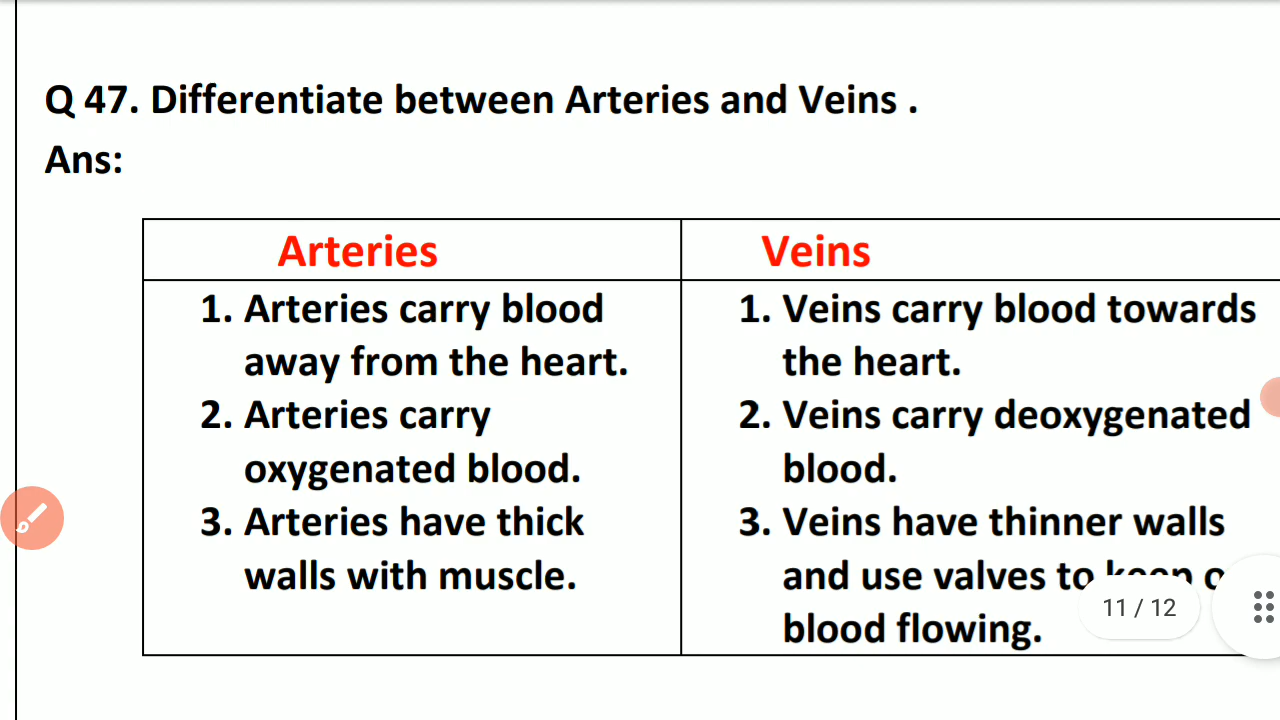 Q 47. Differentiate between Arteries and Veins .
Ans:
Arteries
1. Arteries carry blood
away from the heart.
2. Arteries carry
oxygenated blood.
3. Arteries have thick
walls with muscle.
Veins
1. Veins carry blood towards
the heart.
2. Veins carry deoxygenated
blood.
3. Veins have thinner walls
and use valves to
blood flowing.
11 / 12